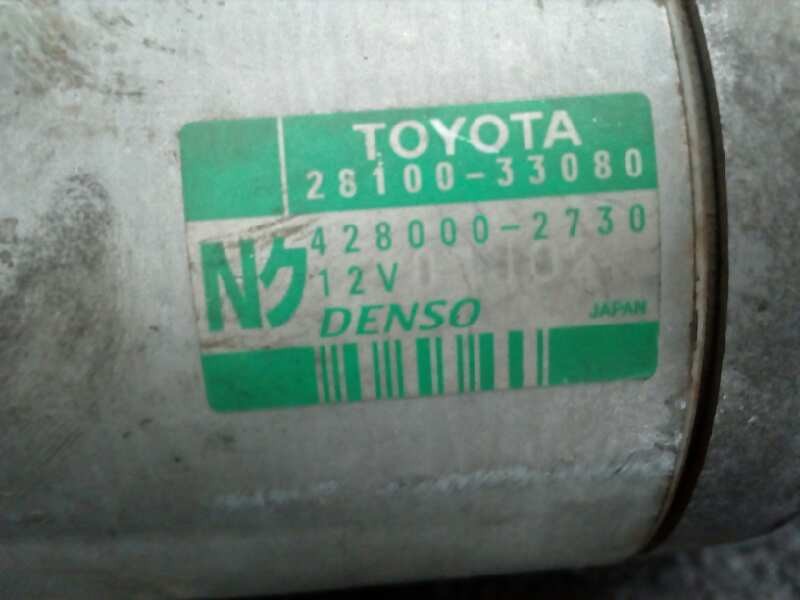 TOYOTA
28100-33080
428000-2730
Nク 12V
DENSO JAPAN